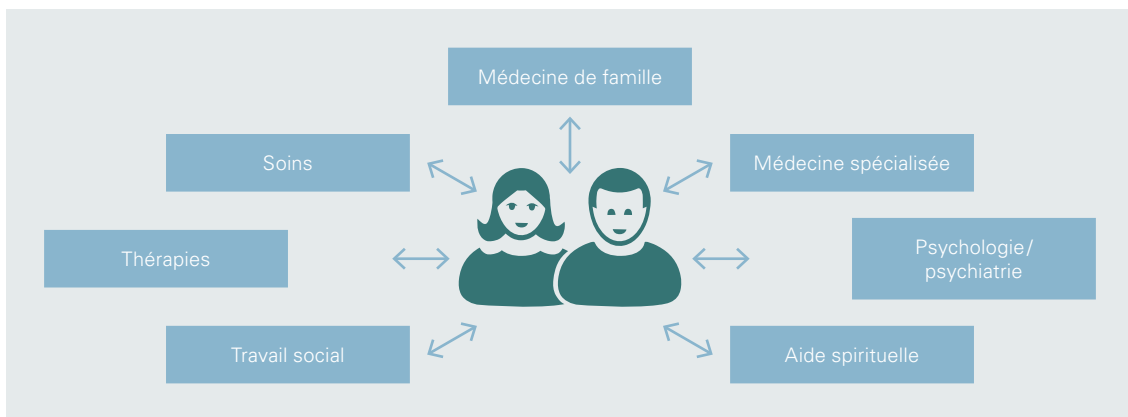 Médecine de famille
Soins
Médecine spécialisée
Thérapies
Psychologie/
psychiatrie
Travail social
Aide spirituelle